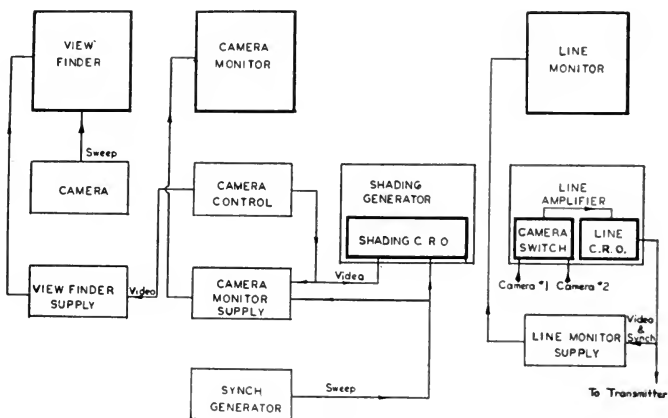 VIEW
FINDER
CAMERA
MONITOR
LINE
MONITOR
Sweep
CAMERA
CAMERA
CONTROL
SHADING
GENERATOR
SHADING C R O
LINE
AMPLIFIER
CAMERA
SWITCH
LINE
C.R.O.
Camera #1
Camera #2
VIEW FINDER
SUPPLY
Video
CAMERA
MONITOR
SUPPLY
Video
LINE MONITOR
SUPPLY
Video
&
Synch
SYNCH
GENERATOR
Sweep
To Transmitter